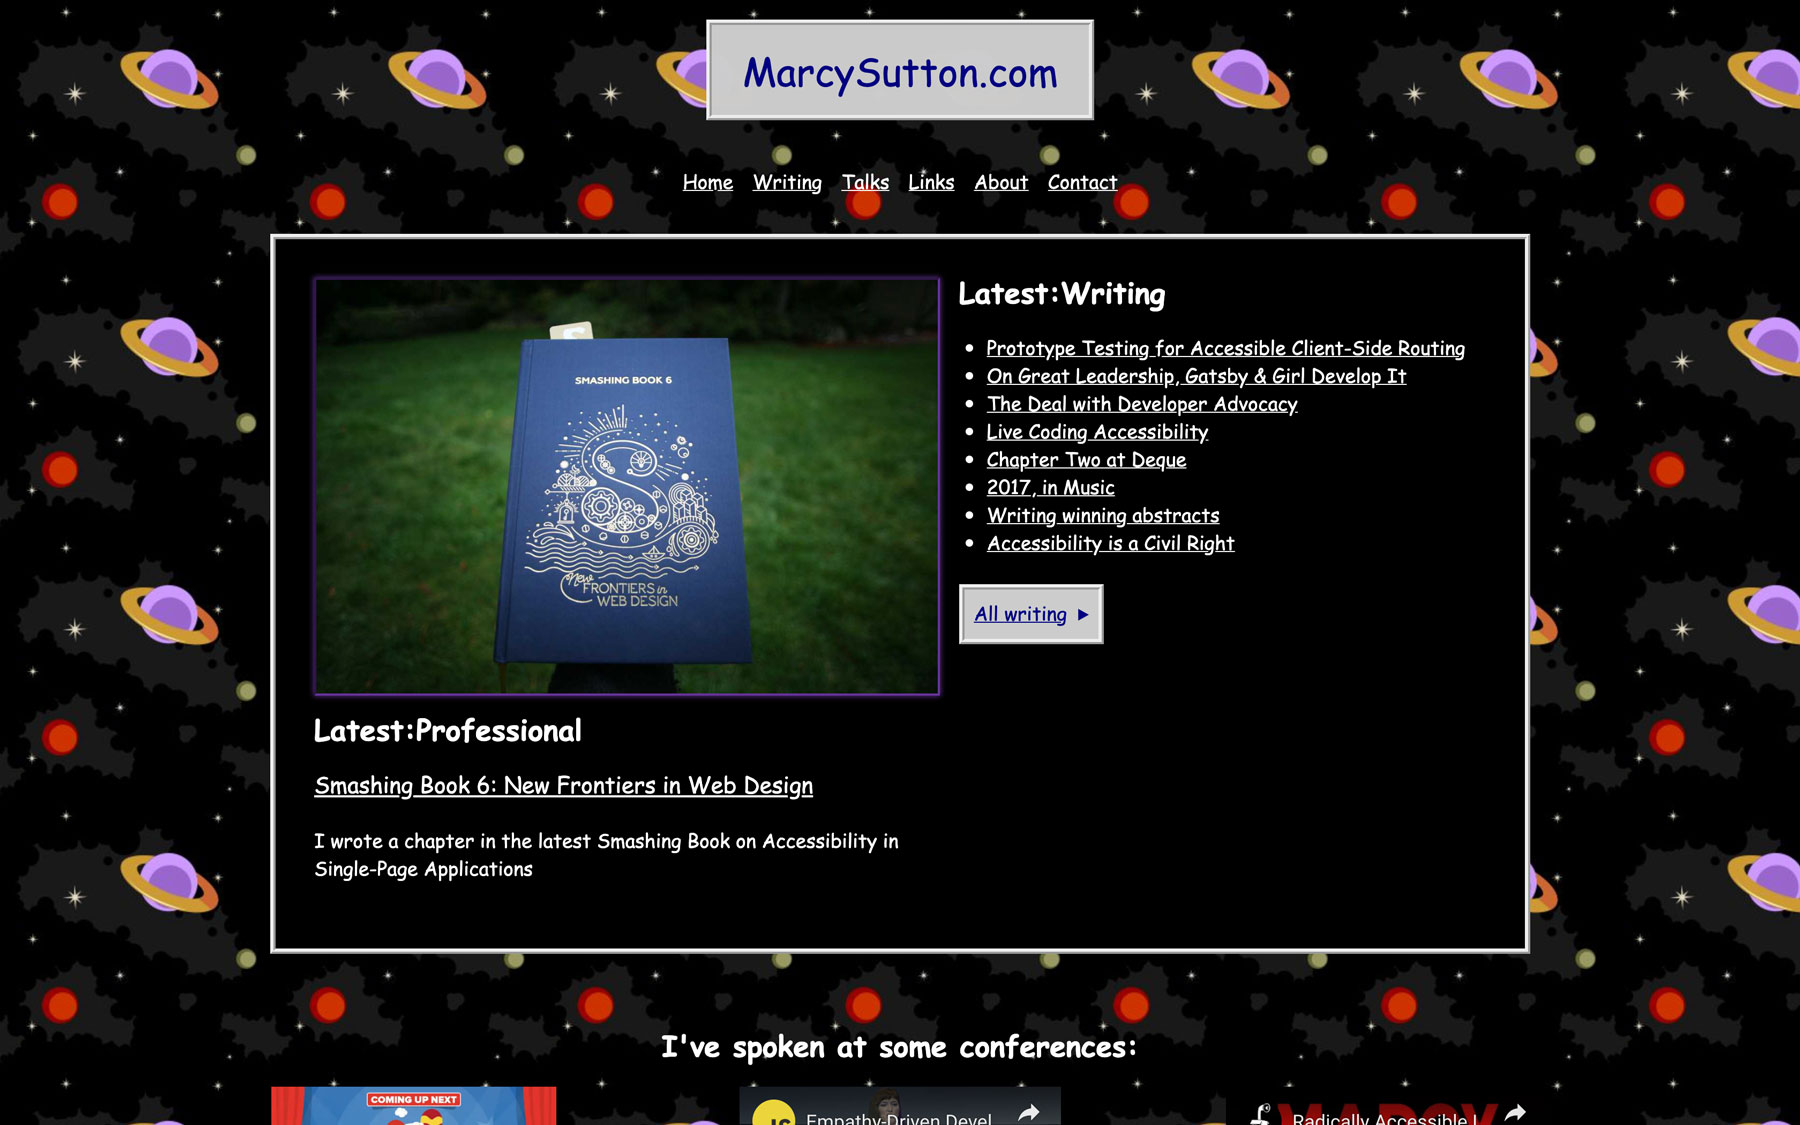 MarcySutton.com
Home Writing Talks Links About Contact
SMASHING BOOK 6
New
FRONTIERS in
WEB DESIGN
Latest:Professional
Smashing Book 6: New Frontiers in Web Design
I wrote a chapter in the latest Smashing Book on Accessibility in
Single-Page Applications
Latest:Writing
Prototype Testing for Accessible Client-Side Routing
On Great Leadership, Gatsby & Girl Develop It
The Deal with Developer Advocacy
Live Coding Accessibility
Chapter Two at Deque
2017, in Music
Writing winning abstracts
Accessibility is a Civil Right
All writing
I've spoken at some conferences:
COMING UP NEXT
Empathy-Driven Devel
Radically Accessible